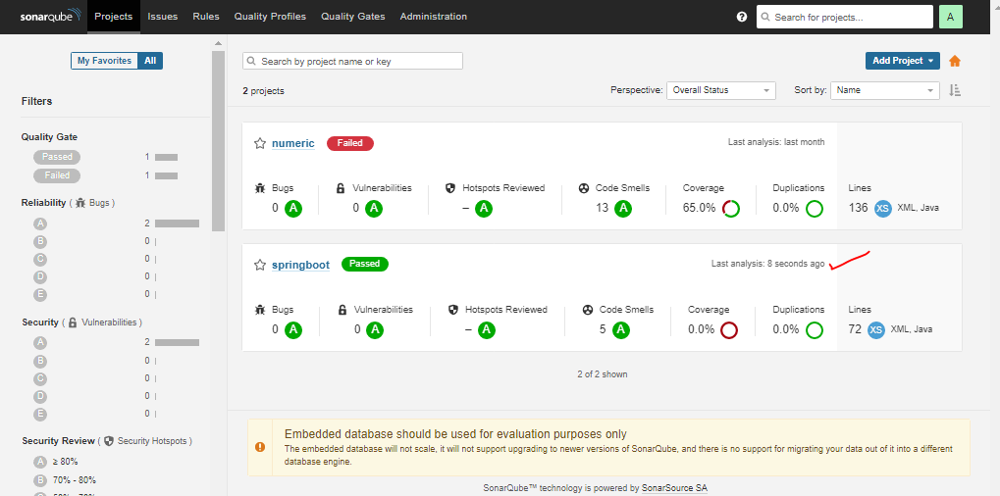 sonarqube Projects Issues Rules Quality Profiles Quality Gates Administration ? Search for projects... A
My Favorites All
Filters
Quality Gate
Passed 1
Failed 1
Reliability ( Bugs )
A 2
B 0
C 0
D 0
E 0
Security ( Vulnerabilities )
A 2
B 0
C 0
D 0
E 0
Security Review ( Security Hotspots )
A ≥ 80%
B 70% - 80%
Search by project name or key Add Project
2 projects Perspective: Overall Status Sort by: Name
numeric Failed Last analysis: last month
Bugs Vulnerabilities Hotspots Reviewed Code Smells Coverage Duplications Lines
0 A 0 A – A 13 A 65.0% 0.0% 136 XS XML, Java
springboot Passed Last analysis: 8 seconds ago
Bugs Vulnerabilities Hotspots Reviewed Code Smells Coverage Duplications Lines
0 A 0 A – A 5 A 0.0% 0.0% 72 XS XML, Java
2 of 2 shown
Embedded database should be used for evaluation purposes only
The embedded database will not scale, it will not support upgrading to newer versions of SonarQube, and there is no support for migrating your data out of it into a different
database engine.
SonarQube™ technology is powered by SonarSource SA